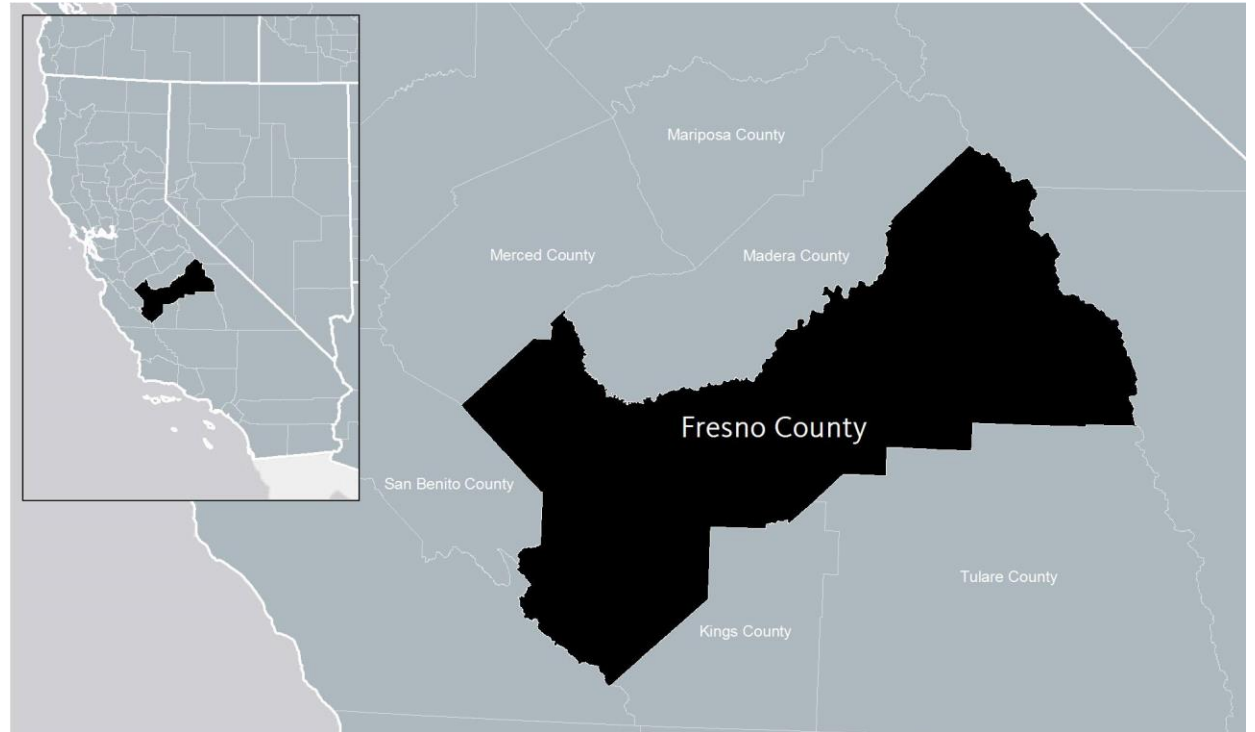 Mariposa County
Merced County
Madera County
Fresno County
San Benito County
Tulare County
Kings County